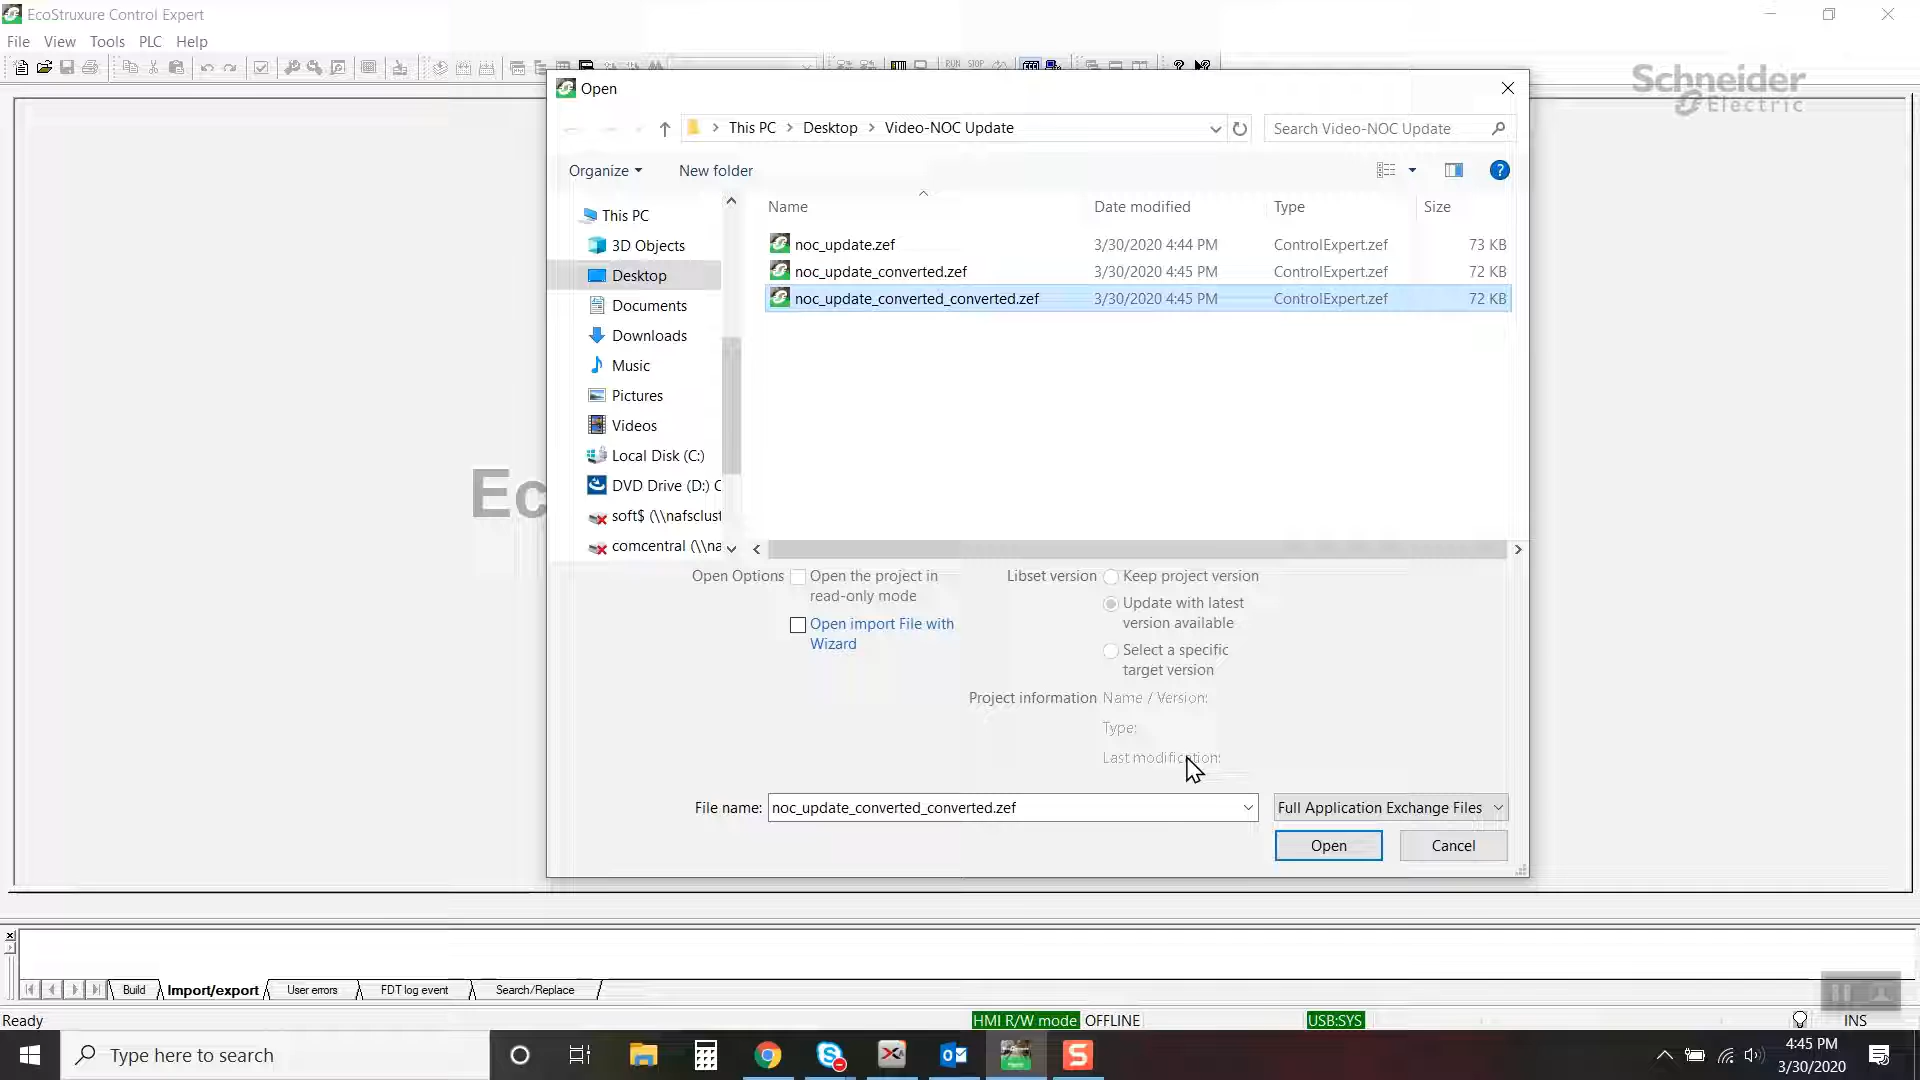 EcoStruxure Control Expert
File View Tools PLC Help
RUN STOP
Schneider Electric
Open
This PC > Desktop > Video-NOC Update
Search Video-NOC Update
Organize New folder
Name Date modified Type Size
noc_update.zef 3/30/2020 4:44 PM ControlExpert.zef 73 KB
noc_update_converted.zef 3/30/2020 4:45 PM ControlExpert.zef 72 KB
noc_update_converted_converted.zef 3/30/2020 4:45 PM ControlExpert.zef 72 KB
This PC
3D Objects
Desktop
Documents
Downloads
Music
Pictures
Videos
Local Disk (C:)
DVD Drive (D:) C
soft$ (\\nafsclust
comcentral (\\na
Ec
Open Options
Open the project in
read-only mode
Open import File with
Wizard
Libset version
Keep project version
Update with latest
version available
Select a specific
target version
Project information Name / Version:
Type:
Last modification:
File name: noc_update_converted_converted.zef Full Application Exchange Files
Open Cancel
Build Import/export User errors FDT log event Search/Replace
Ready HMI R/W mode OFFLINE USB:SYS INS
Type here to search
4:45 PM
3/30/2020